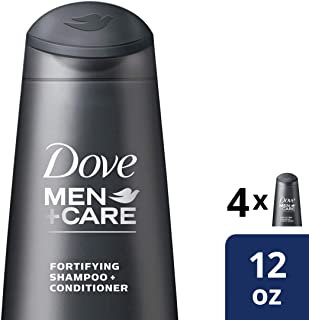 Dove
MEN
+CARE
FORTIFYING
SHAMPOO +
CONDITIONER
4x
12
oz